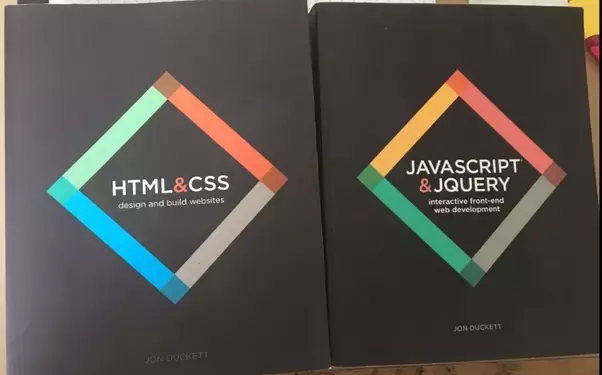 HTML&CSS
design and build websites
JON DUCKETT
JAVASCRIPT
& JQUERY
interactive front-end
web development
JON DUCKETT